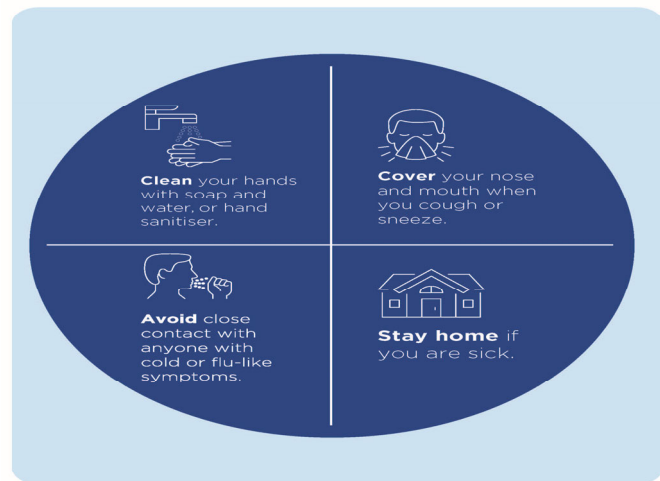 Clean your hands
with soap and
water, or hand
sanitiser.
Cover your nose
and mouth when
you cough or
sneeze.
Avoid close
contact with
anyone with
cold or flu-like
symptoms.
Stay home if
you are sick.